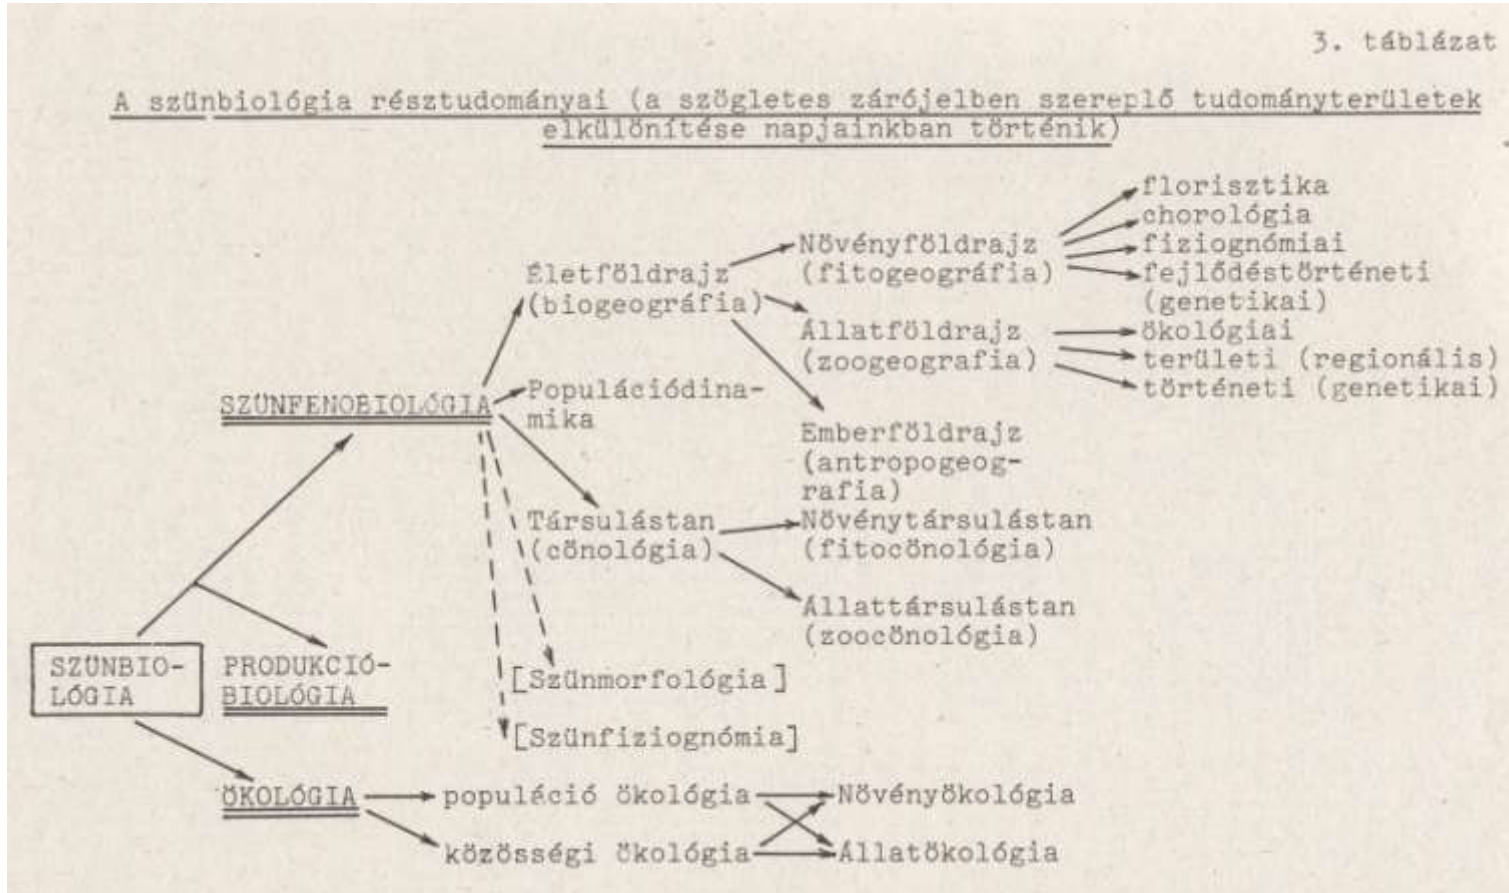 3. táblázat
A szünbiológia résztudományai (a szögletes zárójelben szereplő tudományterületek
elkülönítése napjainkban történik)
Életföldrajz
(biogeográfia)
Növényföldrajz
(fitogeográfia)
florisztika
chorológia
fiziognómiai
fejlődéstörténeti
(genetikai)
Állatföldrajz
(zoogeografia)
ökológiai
területi (regionális)
történeti (genetikai)
Emberföldrajz
(antropogeog-
rafia)
SZÜNFENOBIOLÓGIA
Populációdina-
mika
Társulástan
(cönológia)
Növénytársulástan
(fitocönológia)
Állattársulástan
(zoocönológia)
[Szünmorfológia]
[Szünfiziognómia]
SZÜNBIO-
LÓGIA
PRODUKCIÓ-
BIOLÓGIA
ÖKOLÓGIA
populáció ökológia
Növényökológia
közösségi ökológia
Állatökológia